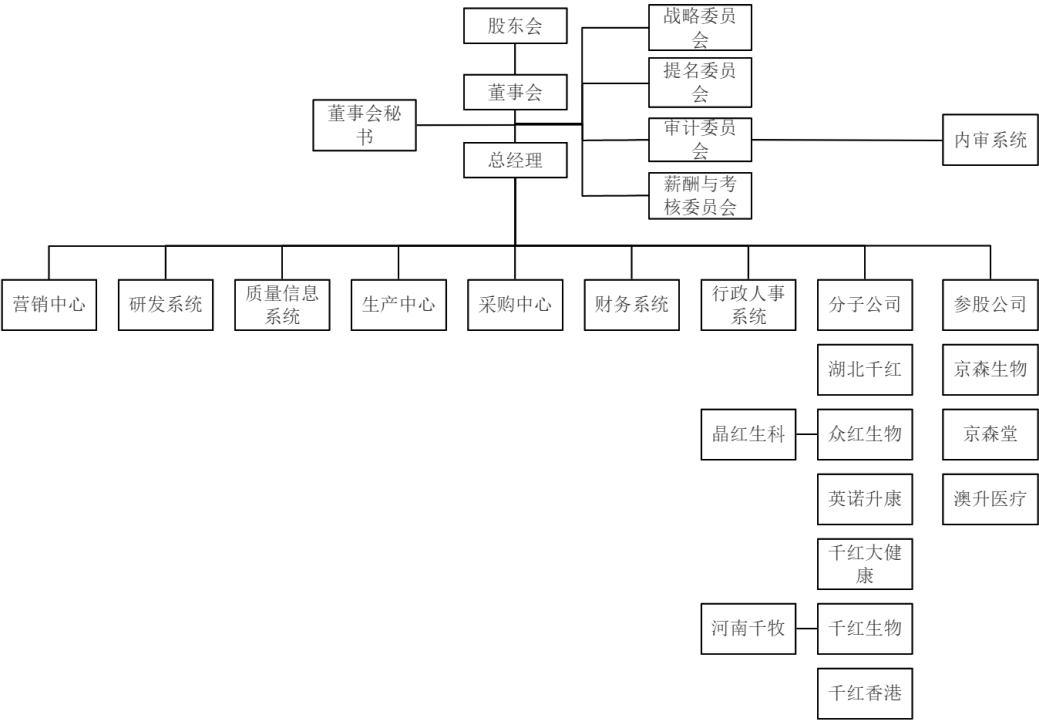 股东会
战略委员
会
提名委员
会
董事会
董事会秘
书
审计委员
会
内审系统
总经理
薪酬与考
核委员会
营销中心
研发系统
质量信息
系统
生产中心
采购中心
财务系统
行政人事
系统
分子公司
参股公司
湖北千红
京森生物
晶红生科
众红生物
京森堂
英诺升康
澳升医疗
千红大健
康
河南千牧
千红生物
千红香港